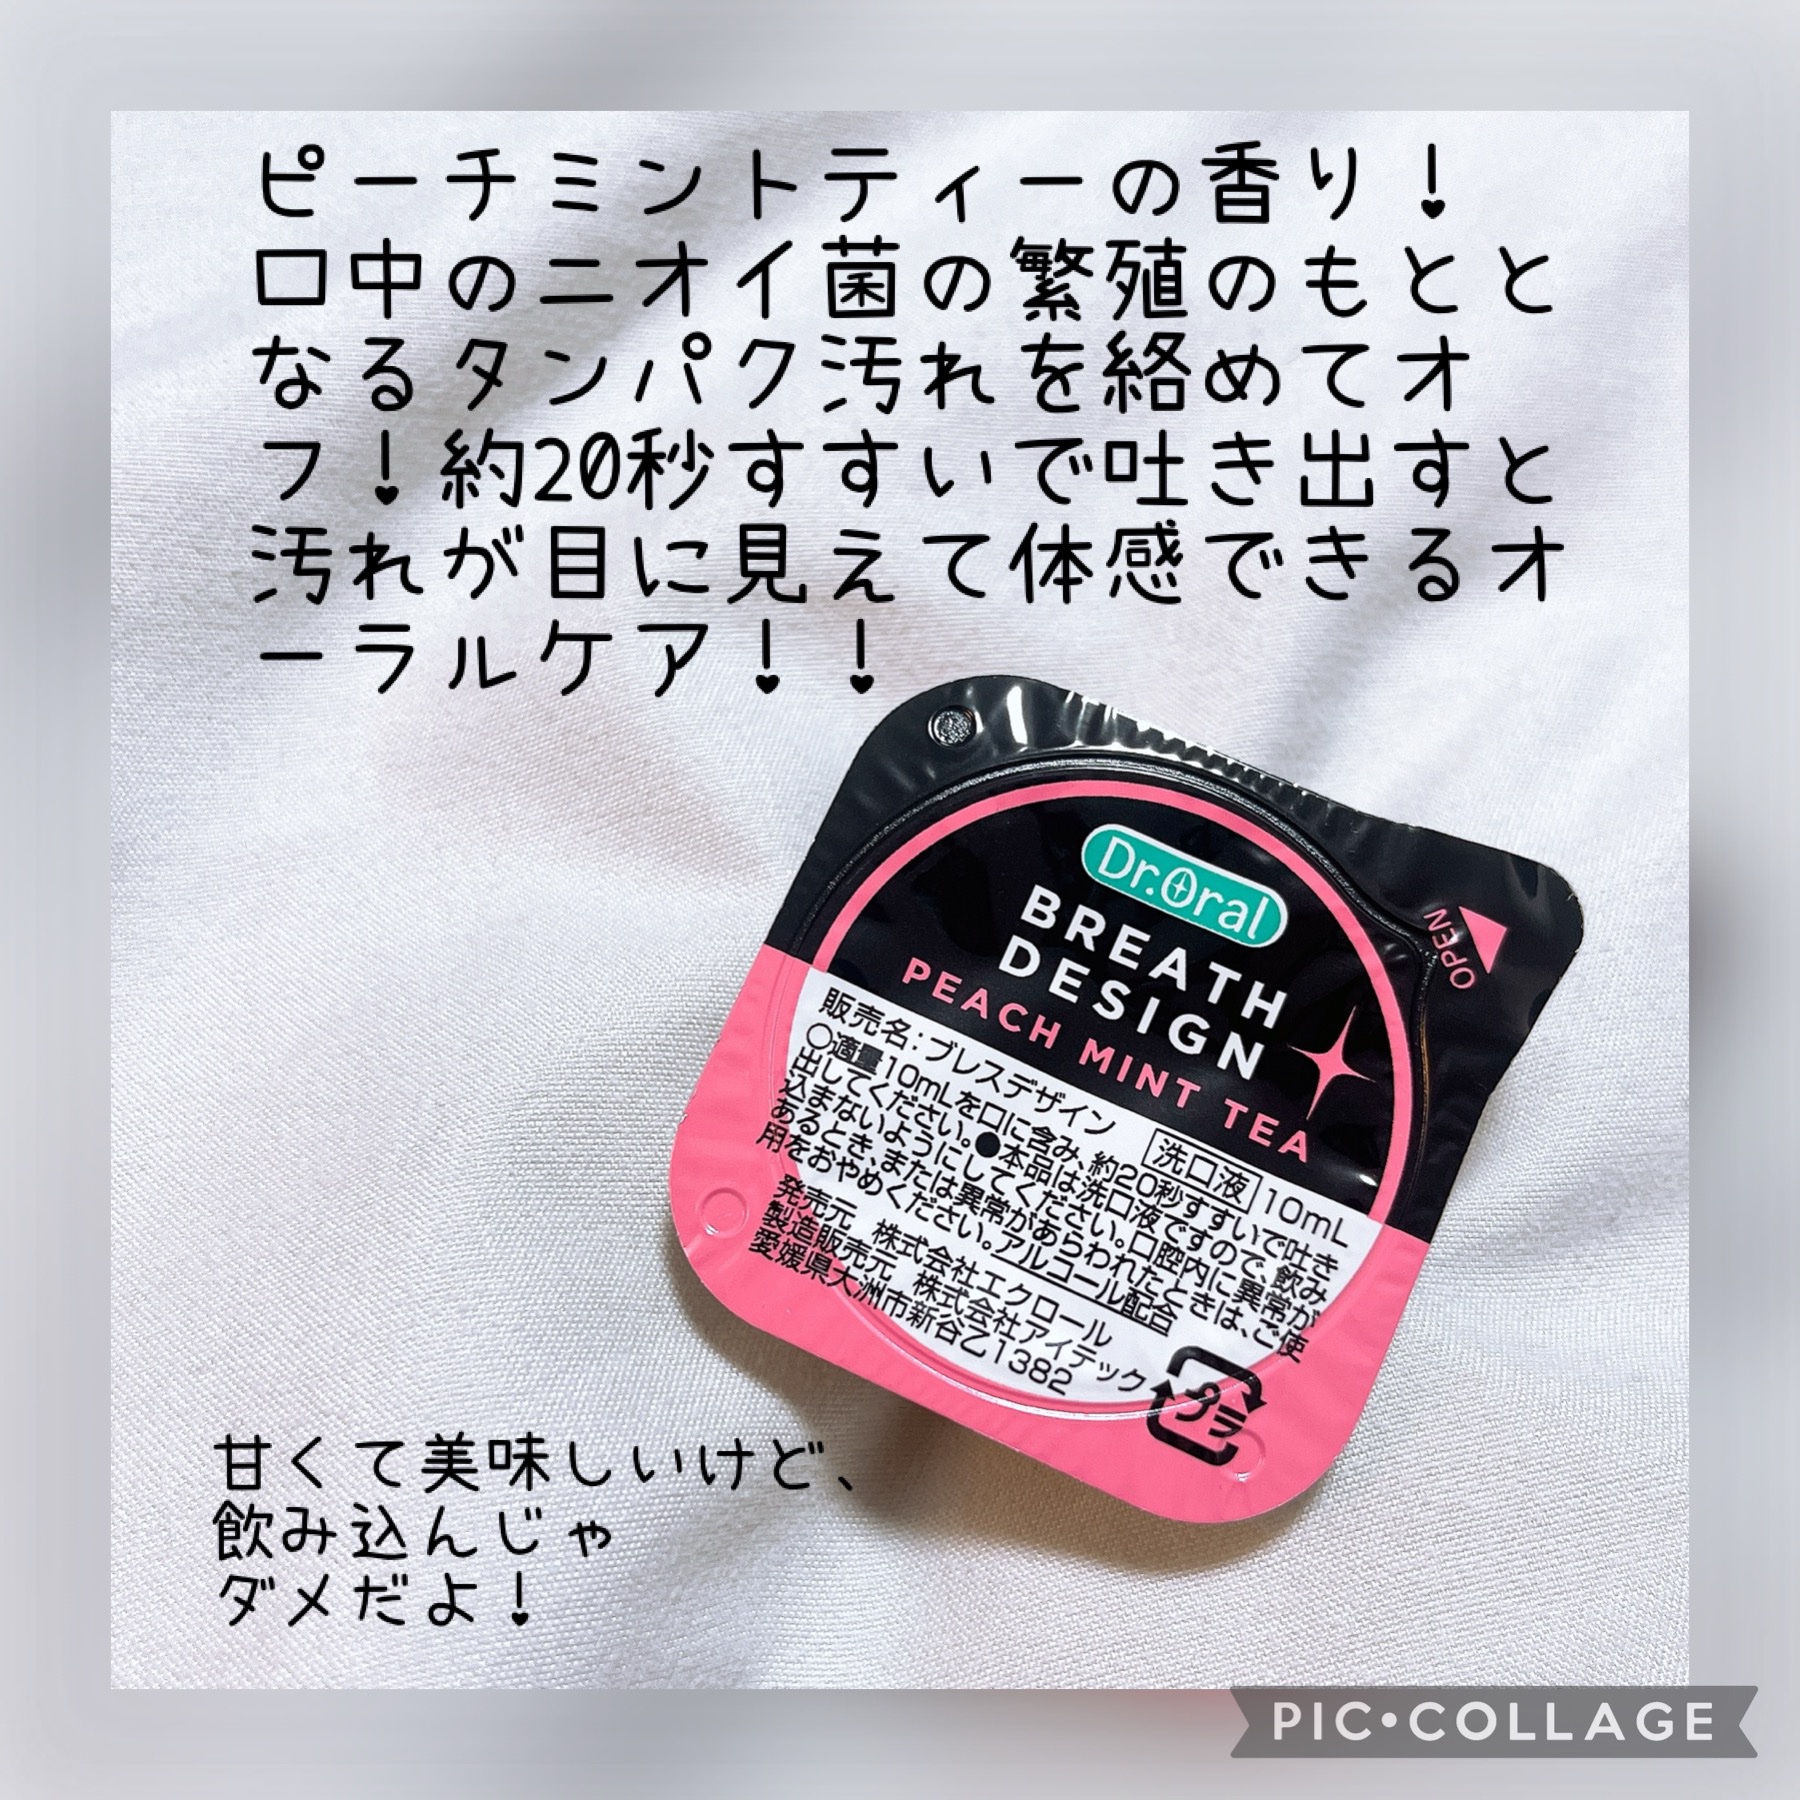 ピーチミントティーの香り！
口中のニオイ菌の繁殖のもとと
なるタンパク汚れを絡めてオ
フ！約20秒すすいで吐き出すと
汚れが目に見えて体感できるオ
ーラルケア！！
Dr.Oral
BREATH
DESIGN
PEACH MINT TEA
OPEN
販売名：ブレスデザイン 洗口液 10mL
○適量10mLを口に含み、約20秒すすいで吐き
出してください。●本品は洗口液ですので、飲み
込まないようにしてください。口腔内に異常が
あるとき、または異常があらわれたときは、ご使
用をおやめください。アルコール配合
発売元 株式会社エクロール
製造販売元 株式会社アイテック
愛媛県大洲市新谷乙1382
プラ
甘くて美味しいけど、
飲み込んじゃ
ダメだよ！
PIC•COLLAGE